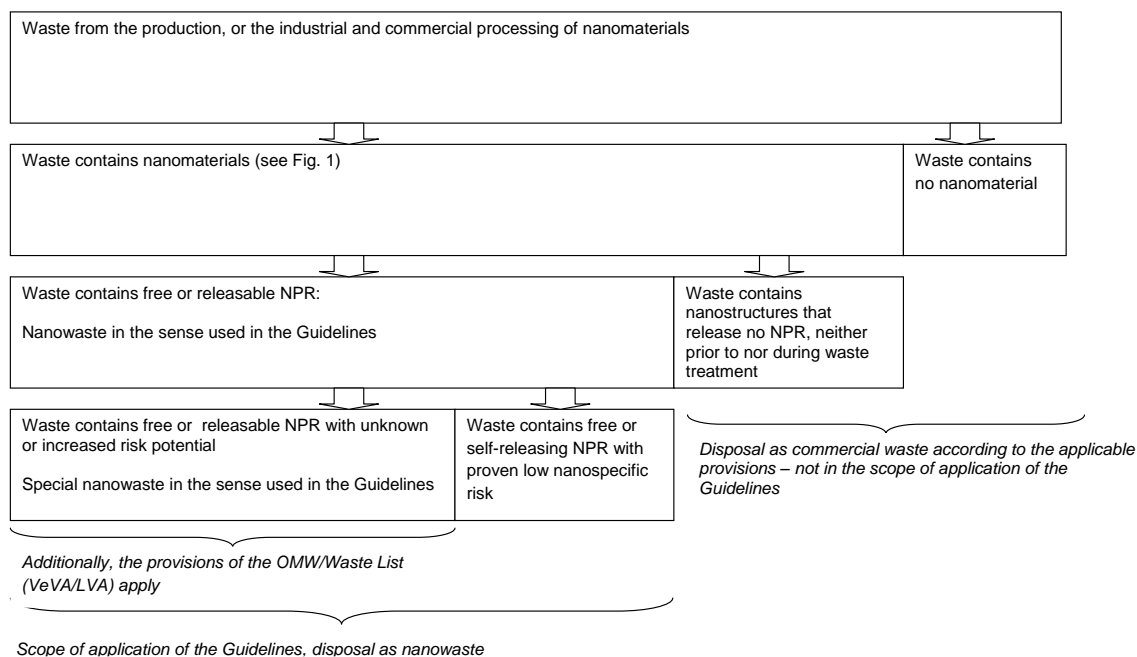 Waste from the production, or the industrial and commercial processing of nanomaterials
Waste contains nanomaterials (see Fig. 1)
Waste contains
no nanomaterial
Waste contains free or releasable NPR:
Nanowaste in the sense used in the Guidelines
Waste contains
nanostructures that
release no NPR, neither
prior to nor during waste
treatment
Waste contains free or releasable NPR with unknown
or increased risk potential
Special nanowaste in the sense used in the Guidelines
Waste contains free or
self-releasing NPR with
proven low nanospecific
risk
Disposal as commercial waste according to the applicable
provisions – not in the scope of application of the
Guidelines
Additionally, the provisions of the OMW/Waste List
(VeVA/LVA) apply
Scope of application of the Guidelines, disposal as nanowaste